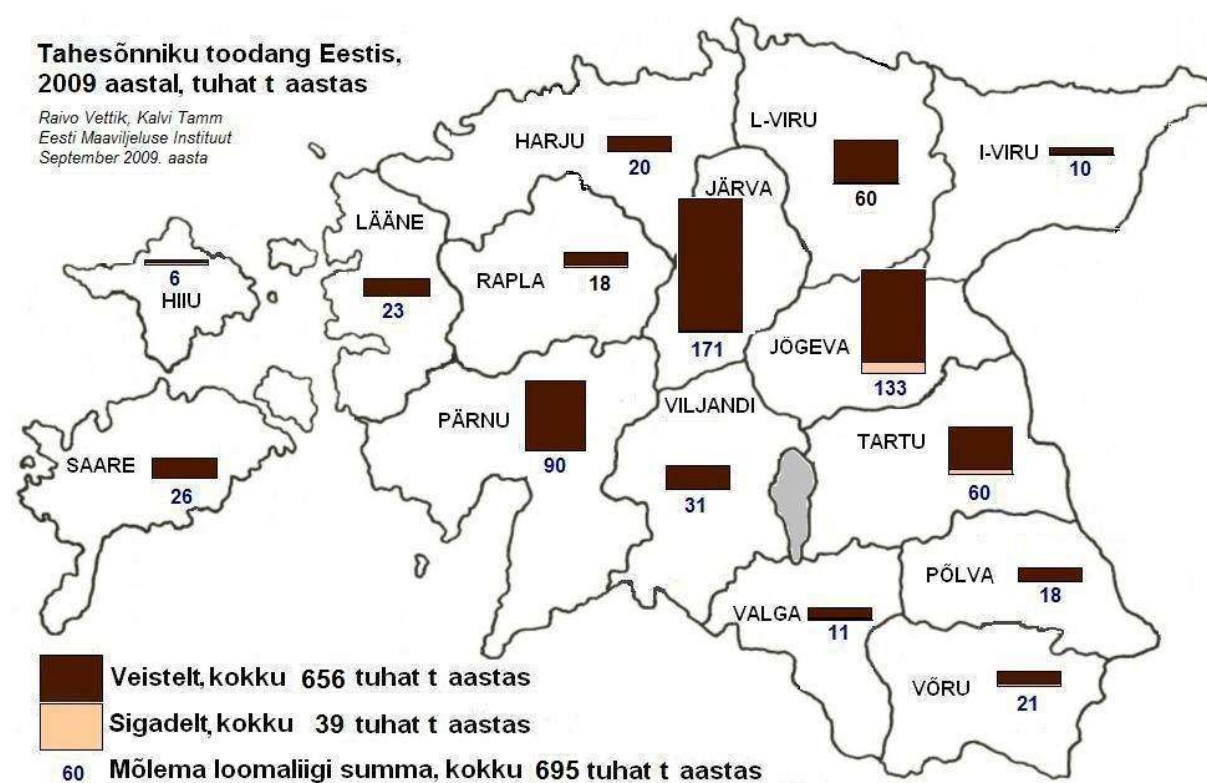 Tahesõnniku toodang Eestis,
2009 aastal, tuhat t aastas
Raivo Vettik, Kalvi Tamm
Eesti Maaviljeluse Instituut
September 2009. aasta
HARJU
20
L-VIRU
60
I-VIRU
10
JÄRVA
171
LÄÄNE
23
RAPLA
18
6
HIIU
JÖGEVA
133
PÄRNU
90
VILJANDI
31
TARTU
60
SAARE
26
PÕLVA
18
VALGA
11
VÕRU
21
Veistelt, kokku 656 tuhat t aastas
Sigadelt, kokku 39 tuhat t aastas
60 Mõlema loomaliigi summa, kokku 695 tuhat t aastas